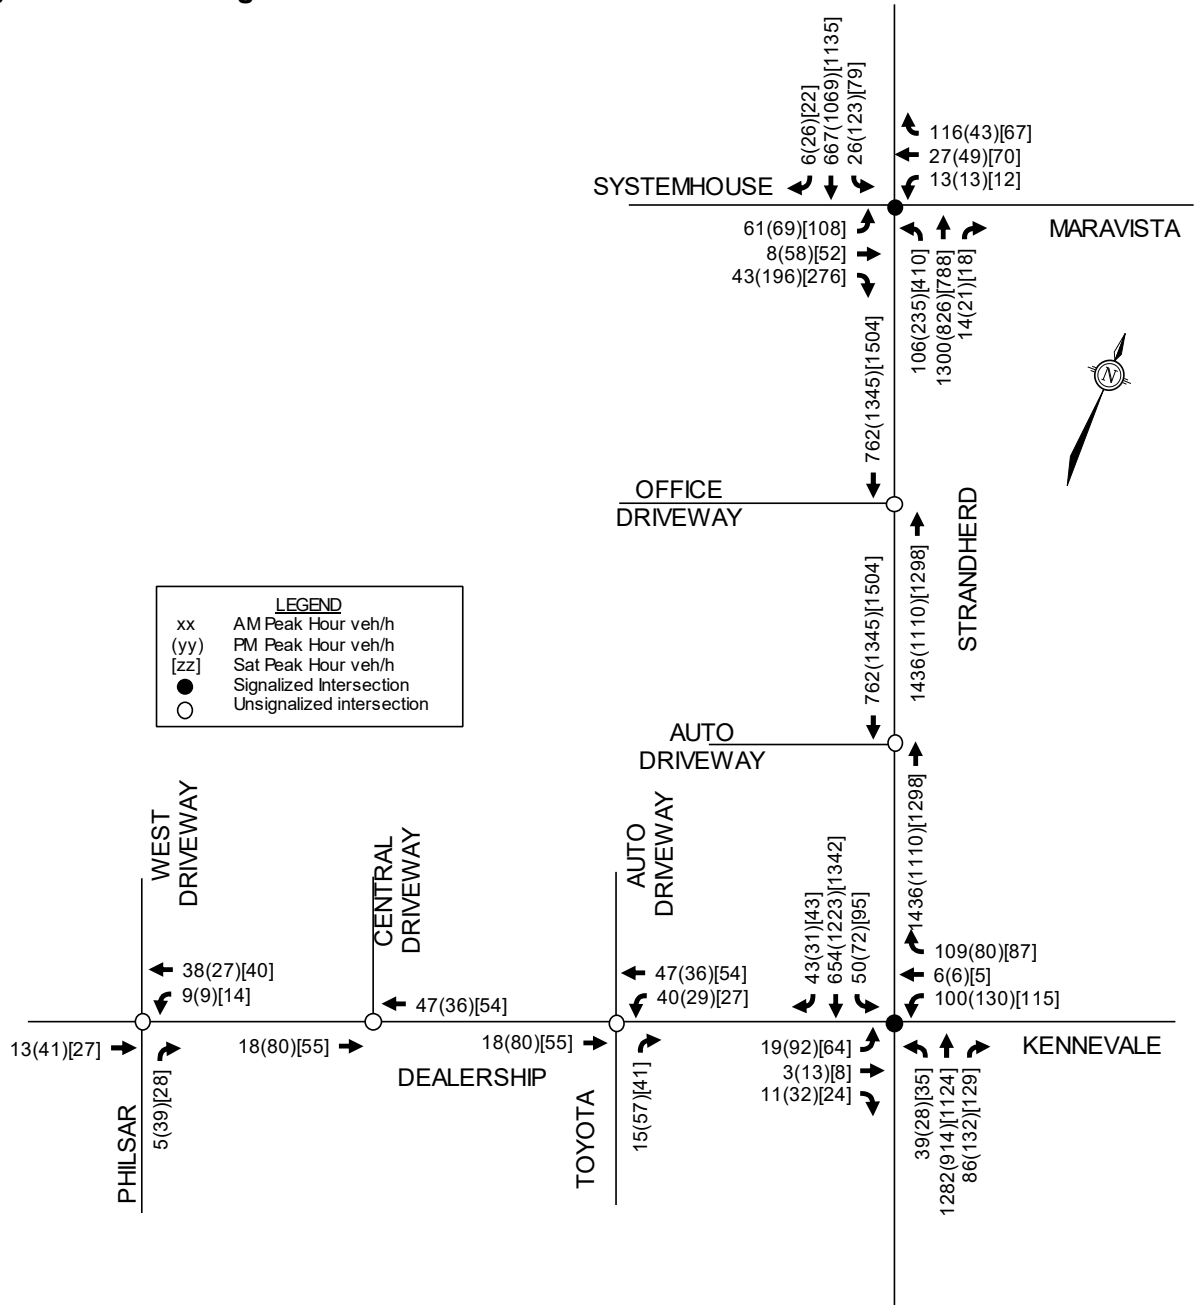 6(26)[22]
667(1069)[1135]
26(123)[79]
116(43)[67]
27(49)[70]
13(13)[12]
SYSTEMHOUSE
MARAVISTA
61(69)[108]
8(58)[52]
43(196)[276]
106(235)[410]
1300(826)[788]
14(21)[18]
N
762(1345)[1504]
OFFICE
DRIVEWAY
STRANDHERD
1436(1110)[1298]
762(1345)[1504]
LEGEND
xx AM Peak Hour veh/h
(yy) PM Peak Hour veh/h
[zz] Sat Peak Hour veh/h
Signalized Intersection
Unsignalized intersection
AUTO
DRIVEWAY
1436(1110)[1298]
WEST
DRIVEWAY
CENTRAL
DRIVEWAY
AUTO
DRIVEWAY
43(31)[43]
654(1223)[1342]
50(72)[95]
109(80)[87]
6(6)[5]
100(130)[115]
38(27)[40]
9(9)[14]
47(36)[54]
47(36)[54]
40(29)[27]
13(41)[27]
5(39)[28]
18(80)[55]
18(80)[55]
15(57)[41]
19(92)[64]
3(13)[8]
11(32)[24]
39(28)[35]
1282(914)[1124]
86(132)[129]
KENNEVALE
DEALERSHIP
PHILSAR
TOYOTA